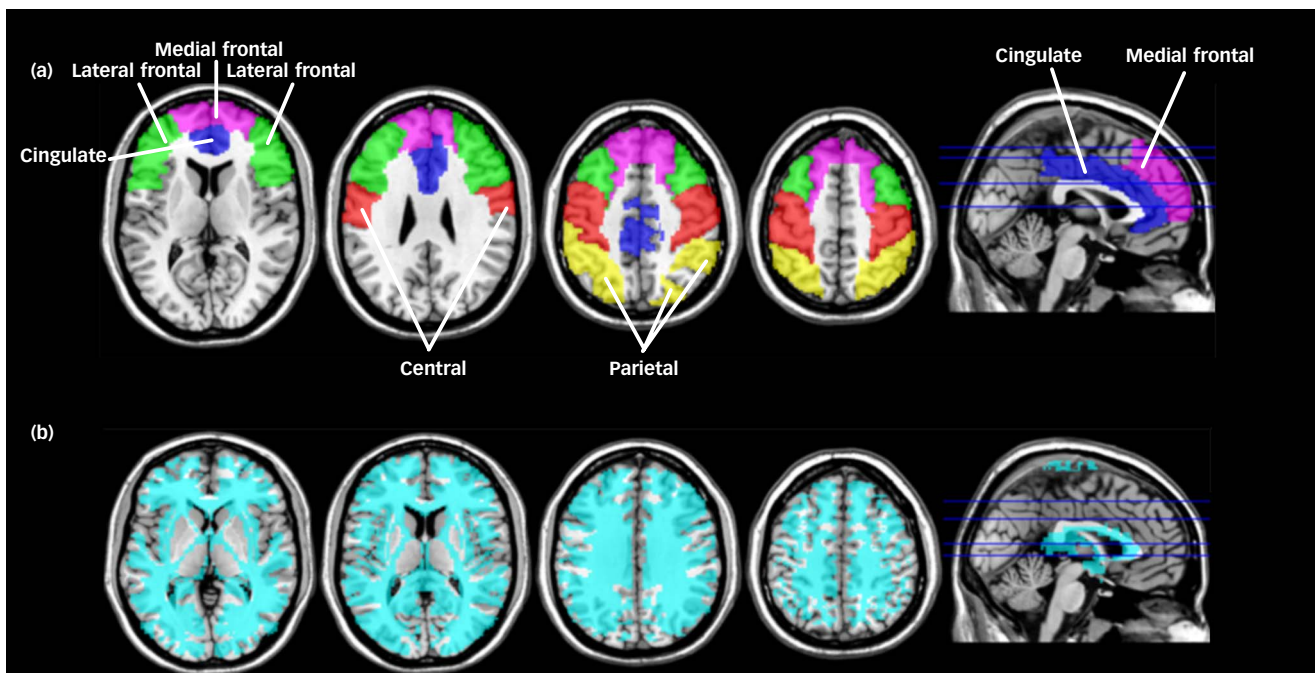 (a)
Medial frontal
Lateral frontal
Lateral frontal
Cingulate
Cingulate
Medial frontal
Central
Parietal
(b)